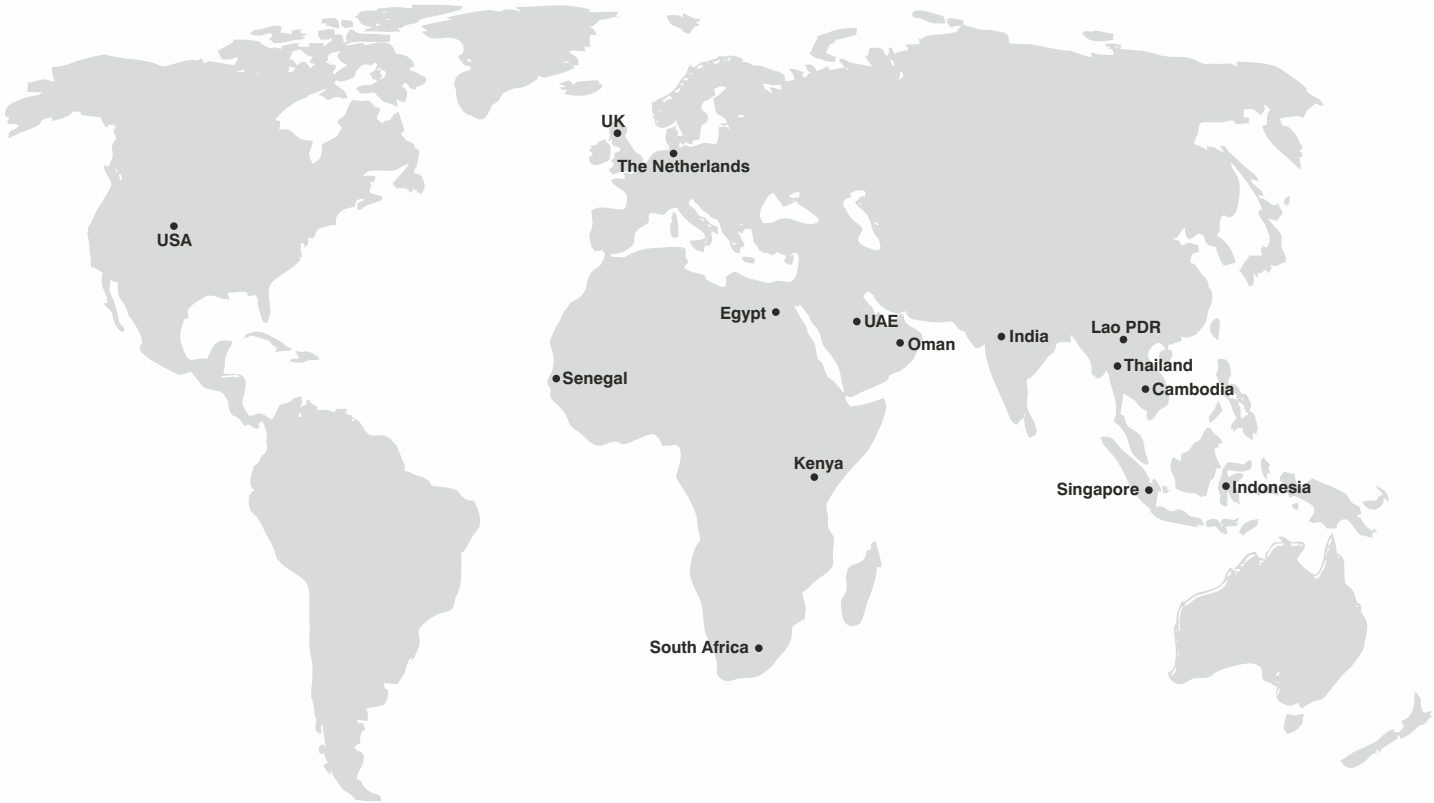 UK
The Netherlands
USA
Egypt
UAE
Oman
India
Lao PDR
Thailand
Cambodia
Senegal
Kenya
Singapore
Indonesia
South Africa